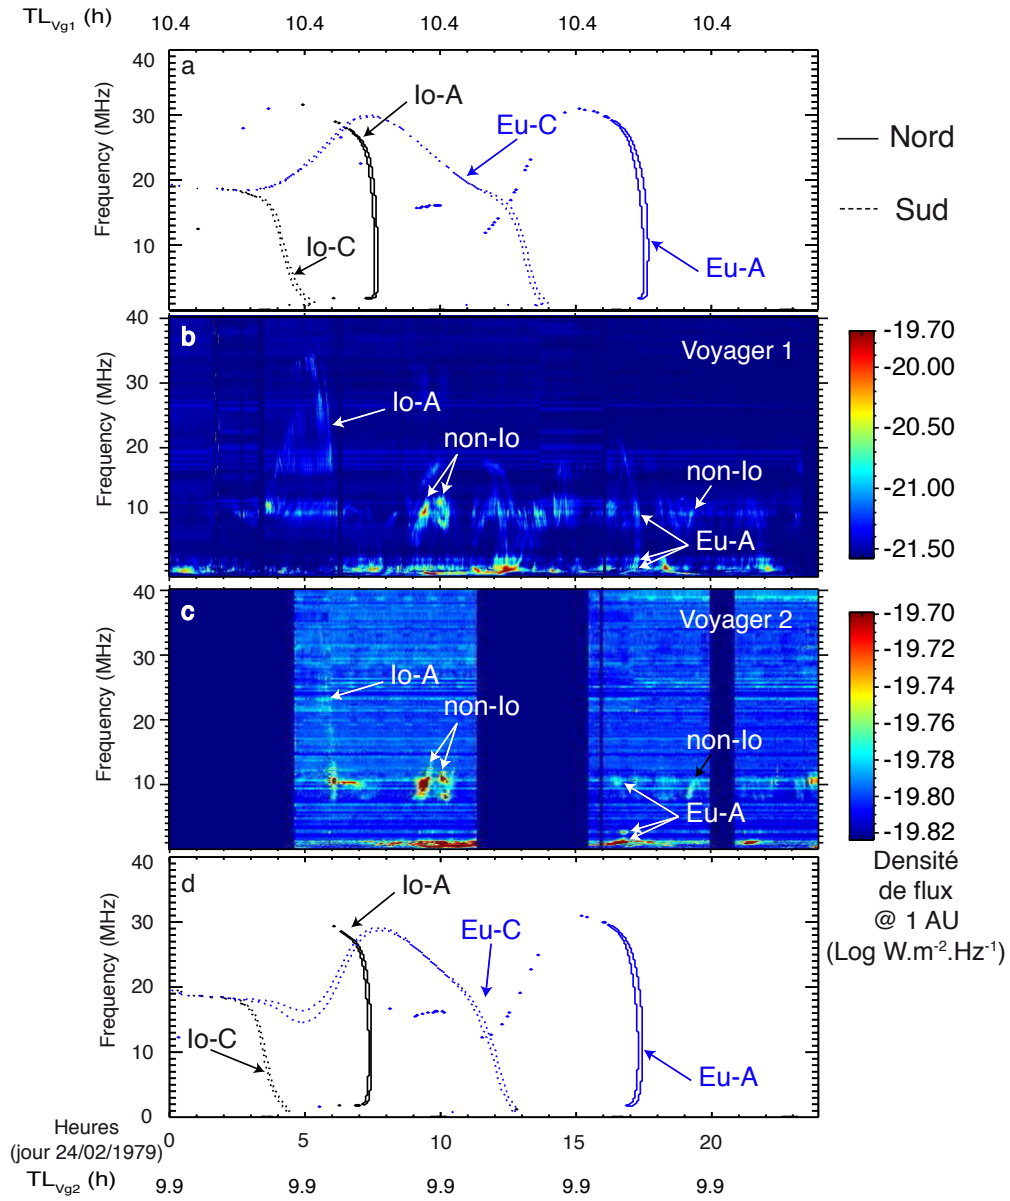 TL Vg1 (h) 10.4 10.4 10.4 10.4 10.4
a
Frequency (MHz)
40
30
20
10
Io-A
Eu-C
Io-C
Eu-A
Nord
Sud
b
Voyager 1
Frequency (MHz)
40
30
20
10
Io-A
non-Io
non-Io
Eu-A
-19.70
-20.00
-20.50
-21.00
-21.50
c
Voyager 2
Frequency (MHz)
40
30
20
10
Io-A
non-Io
non-Io
Eu-A
-19.70
-19.72
-19.74
-19.76
-19.78
-19.80
-19.82
Densité
de flux
@ 1 AU
(Log W.m-2.Hz-1)
d
Frequency (MHz)
40
30
20
10
0
Io-A
Eu-C
Io-C
Eu-A
Heures
(jour 24/02/1979)
0 5 10 15 20
TL Vg2 (h) 9.9 9.9 9.9 9.9 9.9